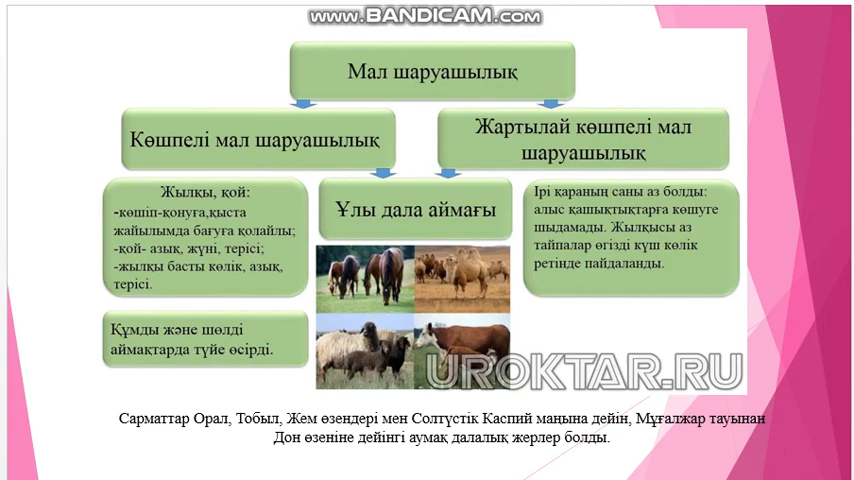 www.BANDICAM.com
Мал шаруашылық
Көшпелі мал шаруашылық
Жартылай көшпелі мал
шаруашылық
Жылқы, қой:
-көшіп-қонуға,қыста
жайылымда бағуға қолайлы;
-қой- азық, жүні, терісі;
-жылқы басты көлік, азық,
терісі.
Ұлы дала аймағы
Ірі қараның саны аз болды:
алыс қашықтықтарға көшуге
шыдамады. Жылқысы аз
тайпалар өгізді күш көлік
ретінде пайдаланды.
Құмды және шөлді
аймақтарда түйе өсірді.
UROKTAR.RU
Сарматтар Орал, Тобыл, Жем өзендері мен Солтүстік Каспий маңына дейін, Мұғалжар тауынан
Дон өзеніне дейінгі аумақ далалық жерлер болды.